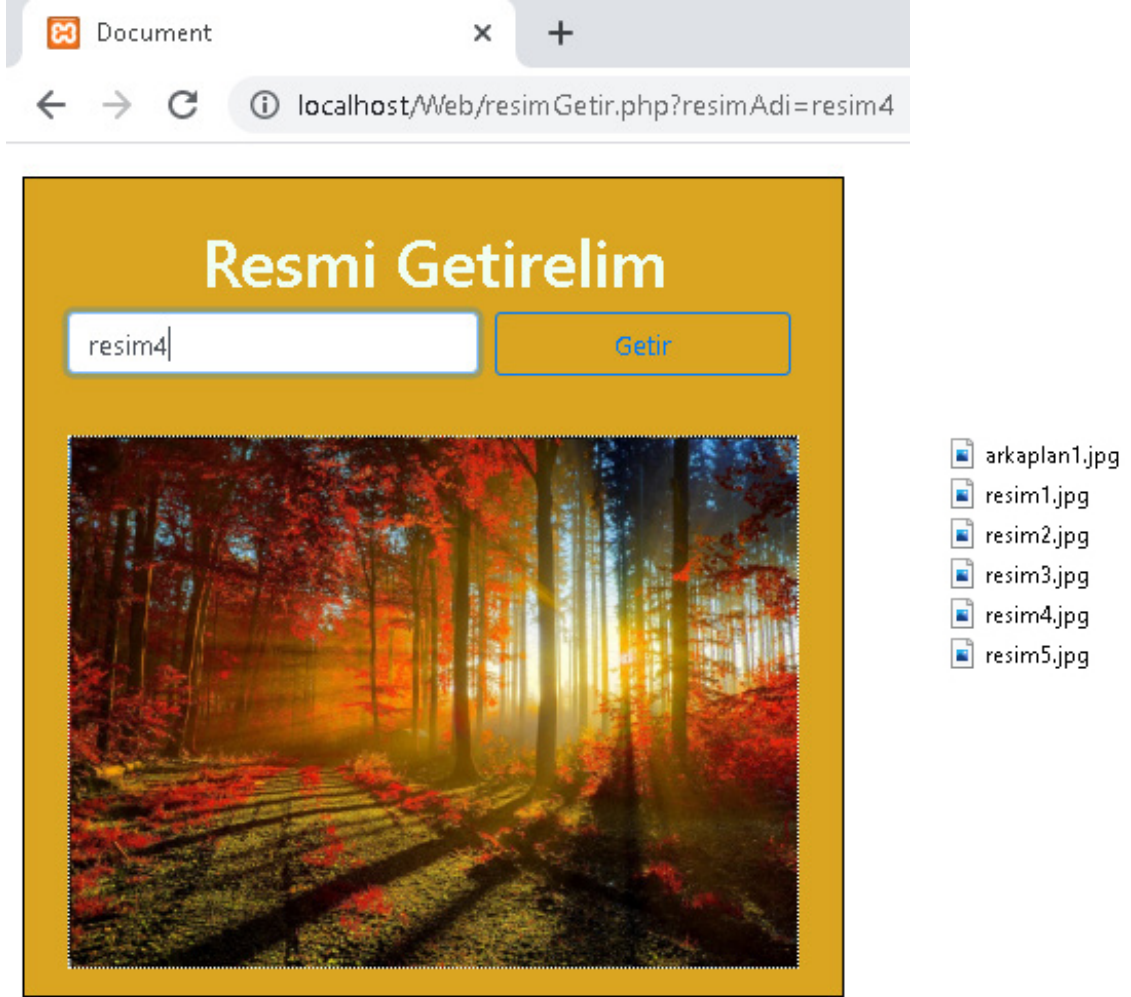 Document
localhost/Web/resimGetir.php?resimAdi=resim4
Resmi Getirelim
resim4
Getir
arkaplan1.jpg
resim1.jpg
resim2.jpg
resim3.jpg
resim4.jpg
resim5.jpg